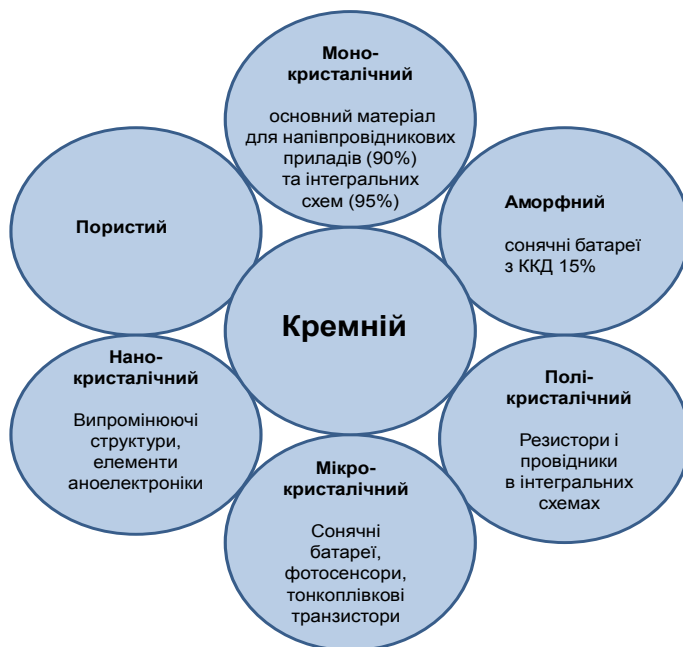 Моно-
кристалічний
основний матеріал
для напівпровідникових
приладів (90%)
та інтегральних
схем (95%)
Пористий
Аморфний
сонячні батареї
з ККД 15%
Кремній
Нано-
кристалічний
Випромінюючі
структури,
елементи
аноелектроніки
Полі-
кристалічний
Резистори і
провідники
в інтегральних
схемах
Мікро-
кристалічний
Сонячні
батареї,
фотосенсори,
тонкоплівкові
транзистори